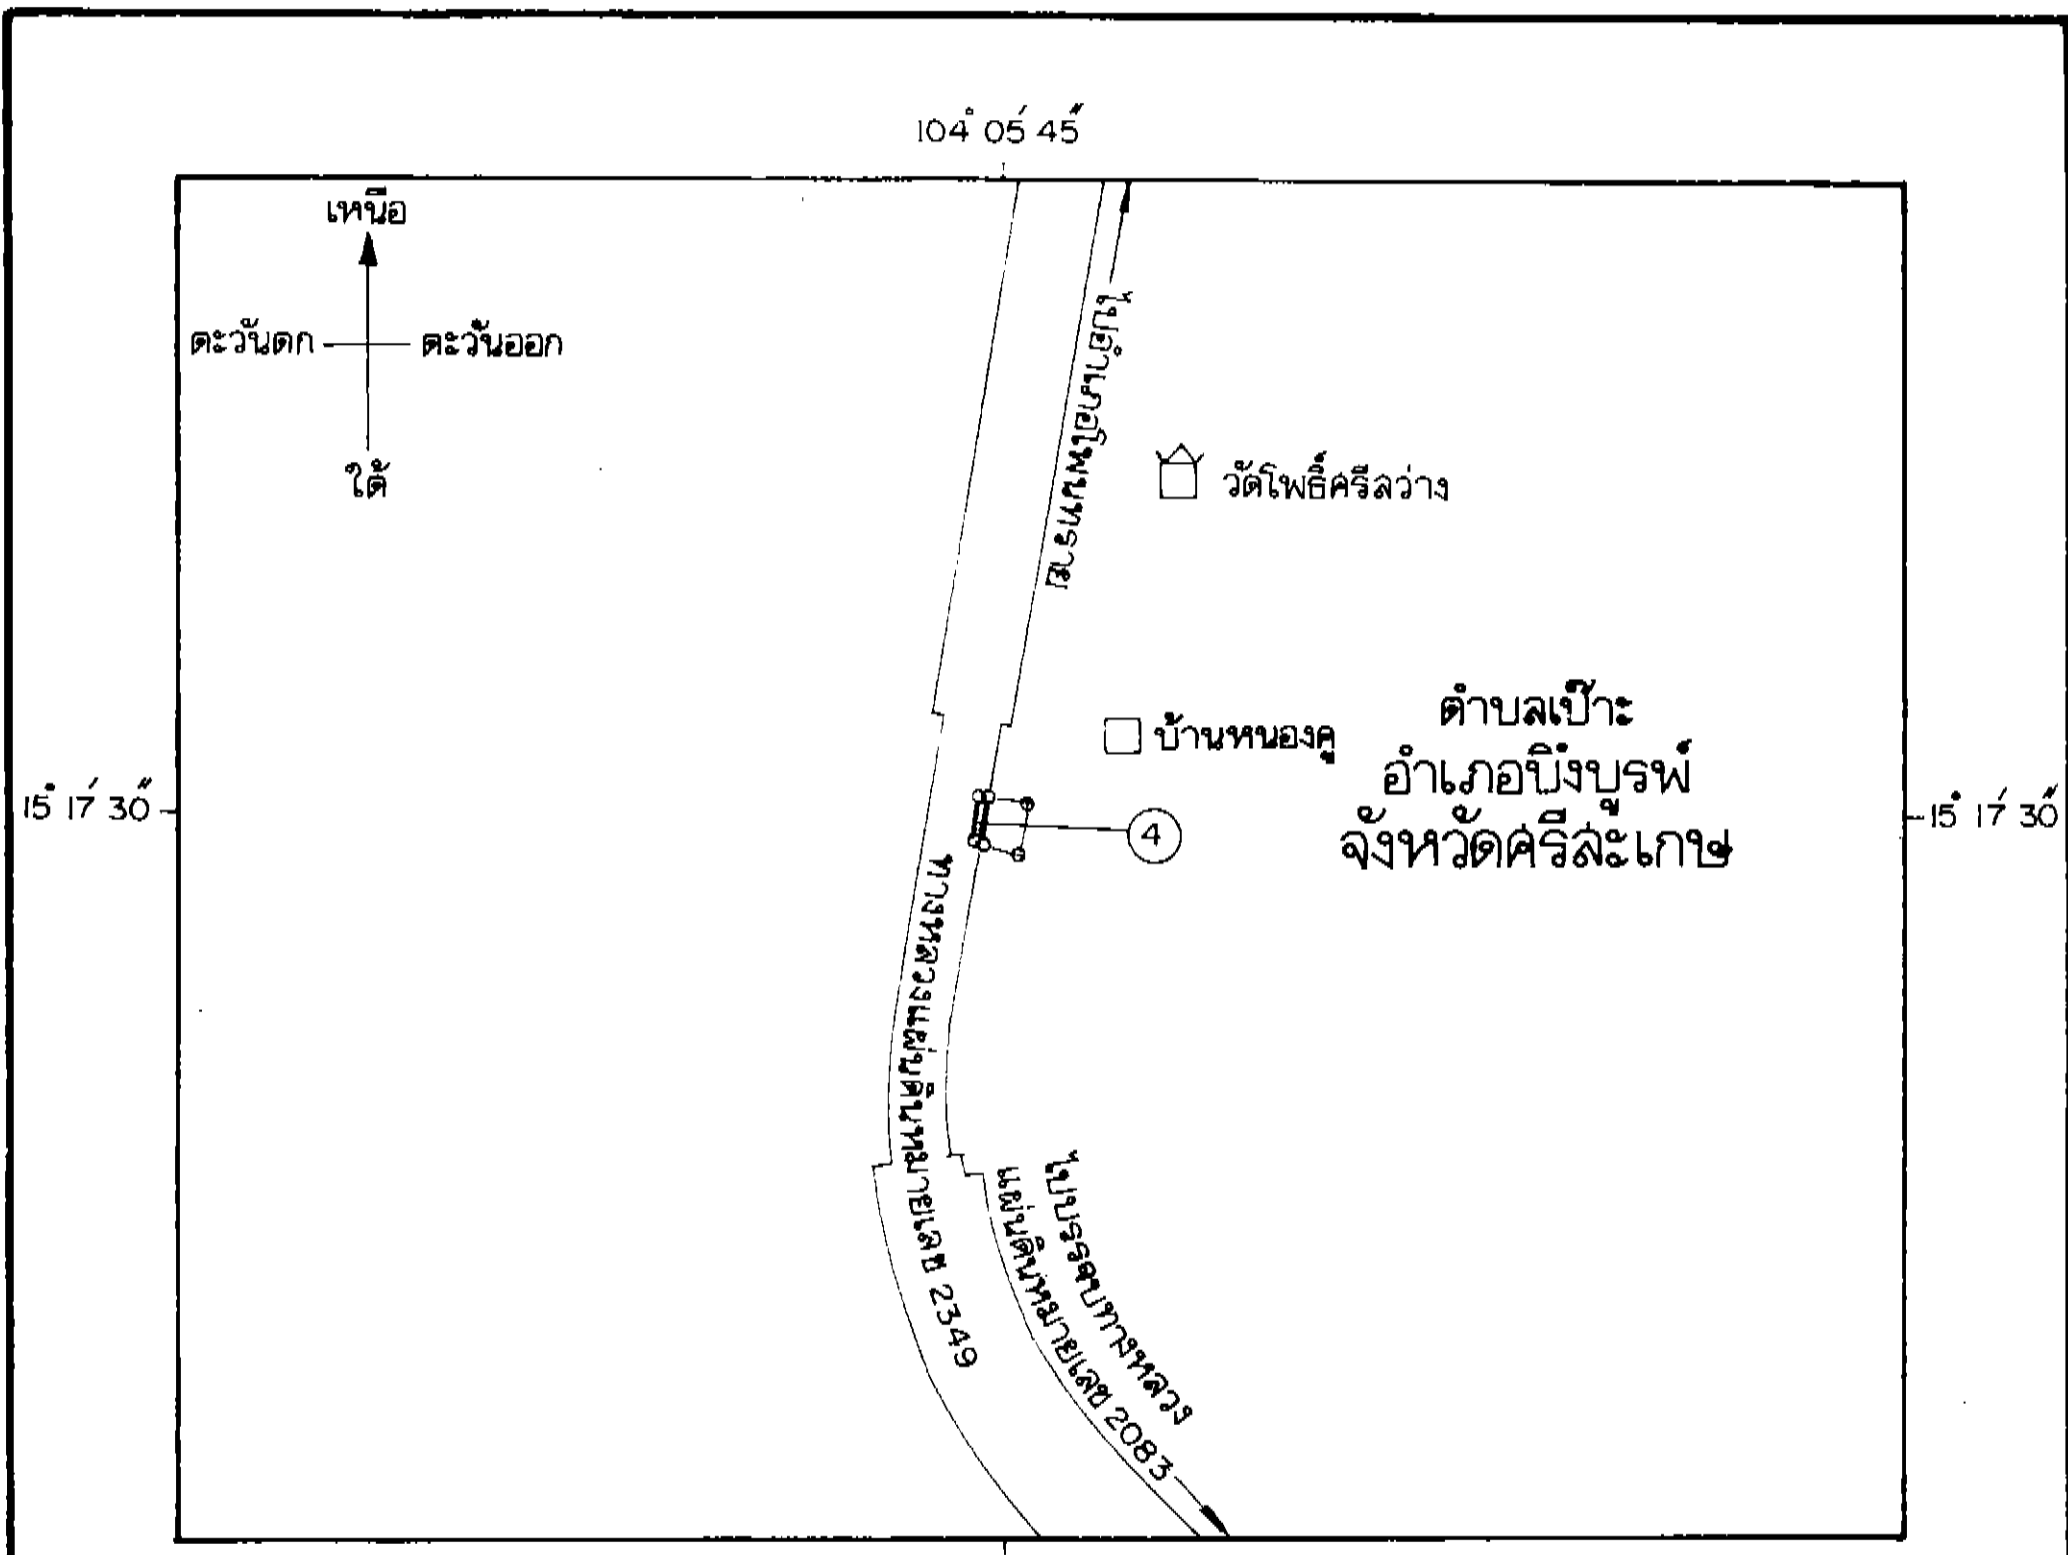 104° 05′ 45″
เหนือ
ตะวันตก
ตะวันออก
ใต้
ไปอำเภอโพนทราย
วัดโพธิ์ศรีสว่าง
บ้านหนองคู
ตำบลเป๊าะ
อำเภอบึงบูรพ์
จังหวัดศรีสะเกษ
15° 17′ 30″
15° 17′ 30″
4
ทางหลวงแผ่นดินหมายเลข 2349
ไปบรรจบทางหลวง
แผ่นดินหมายเลข 2083